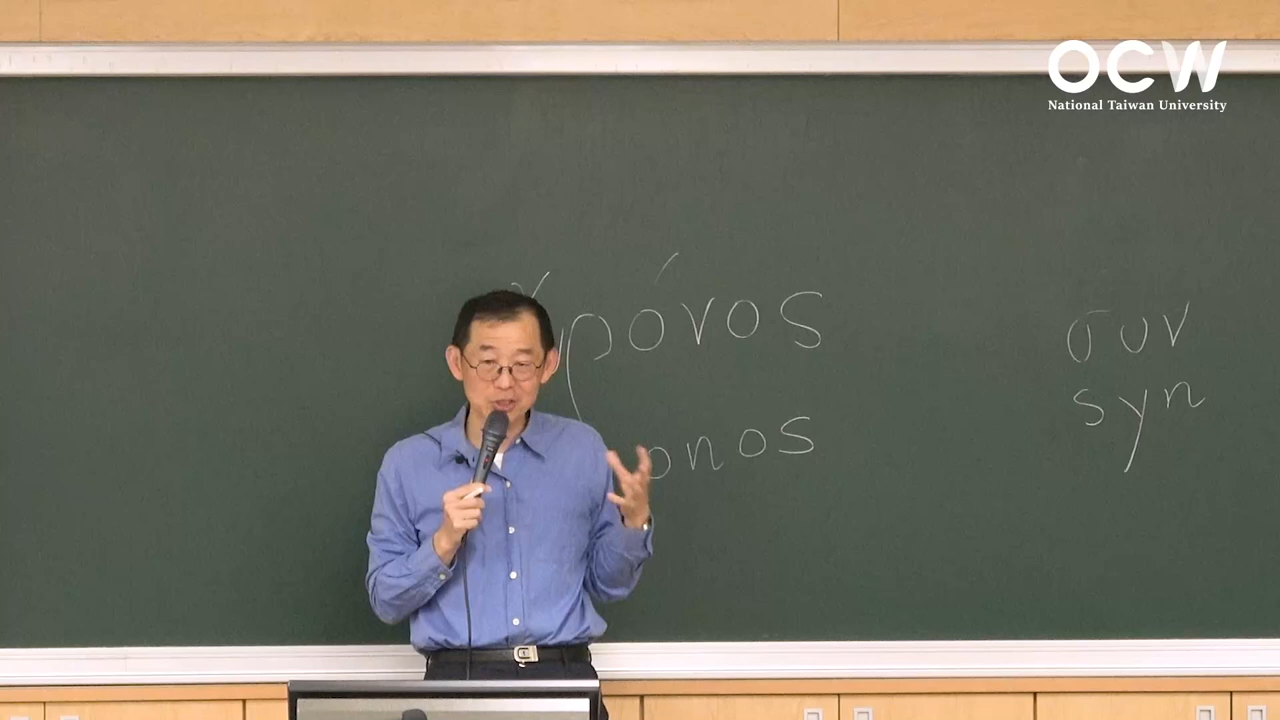 OCW
National Taiwan University
ρόνος
onos
συν
syn